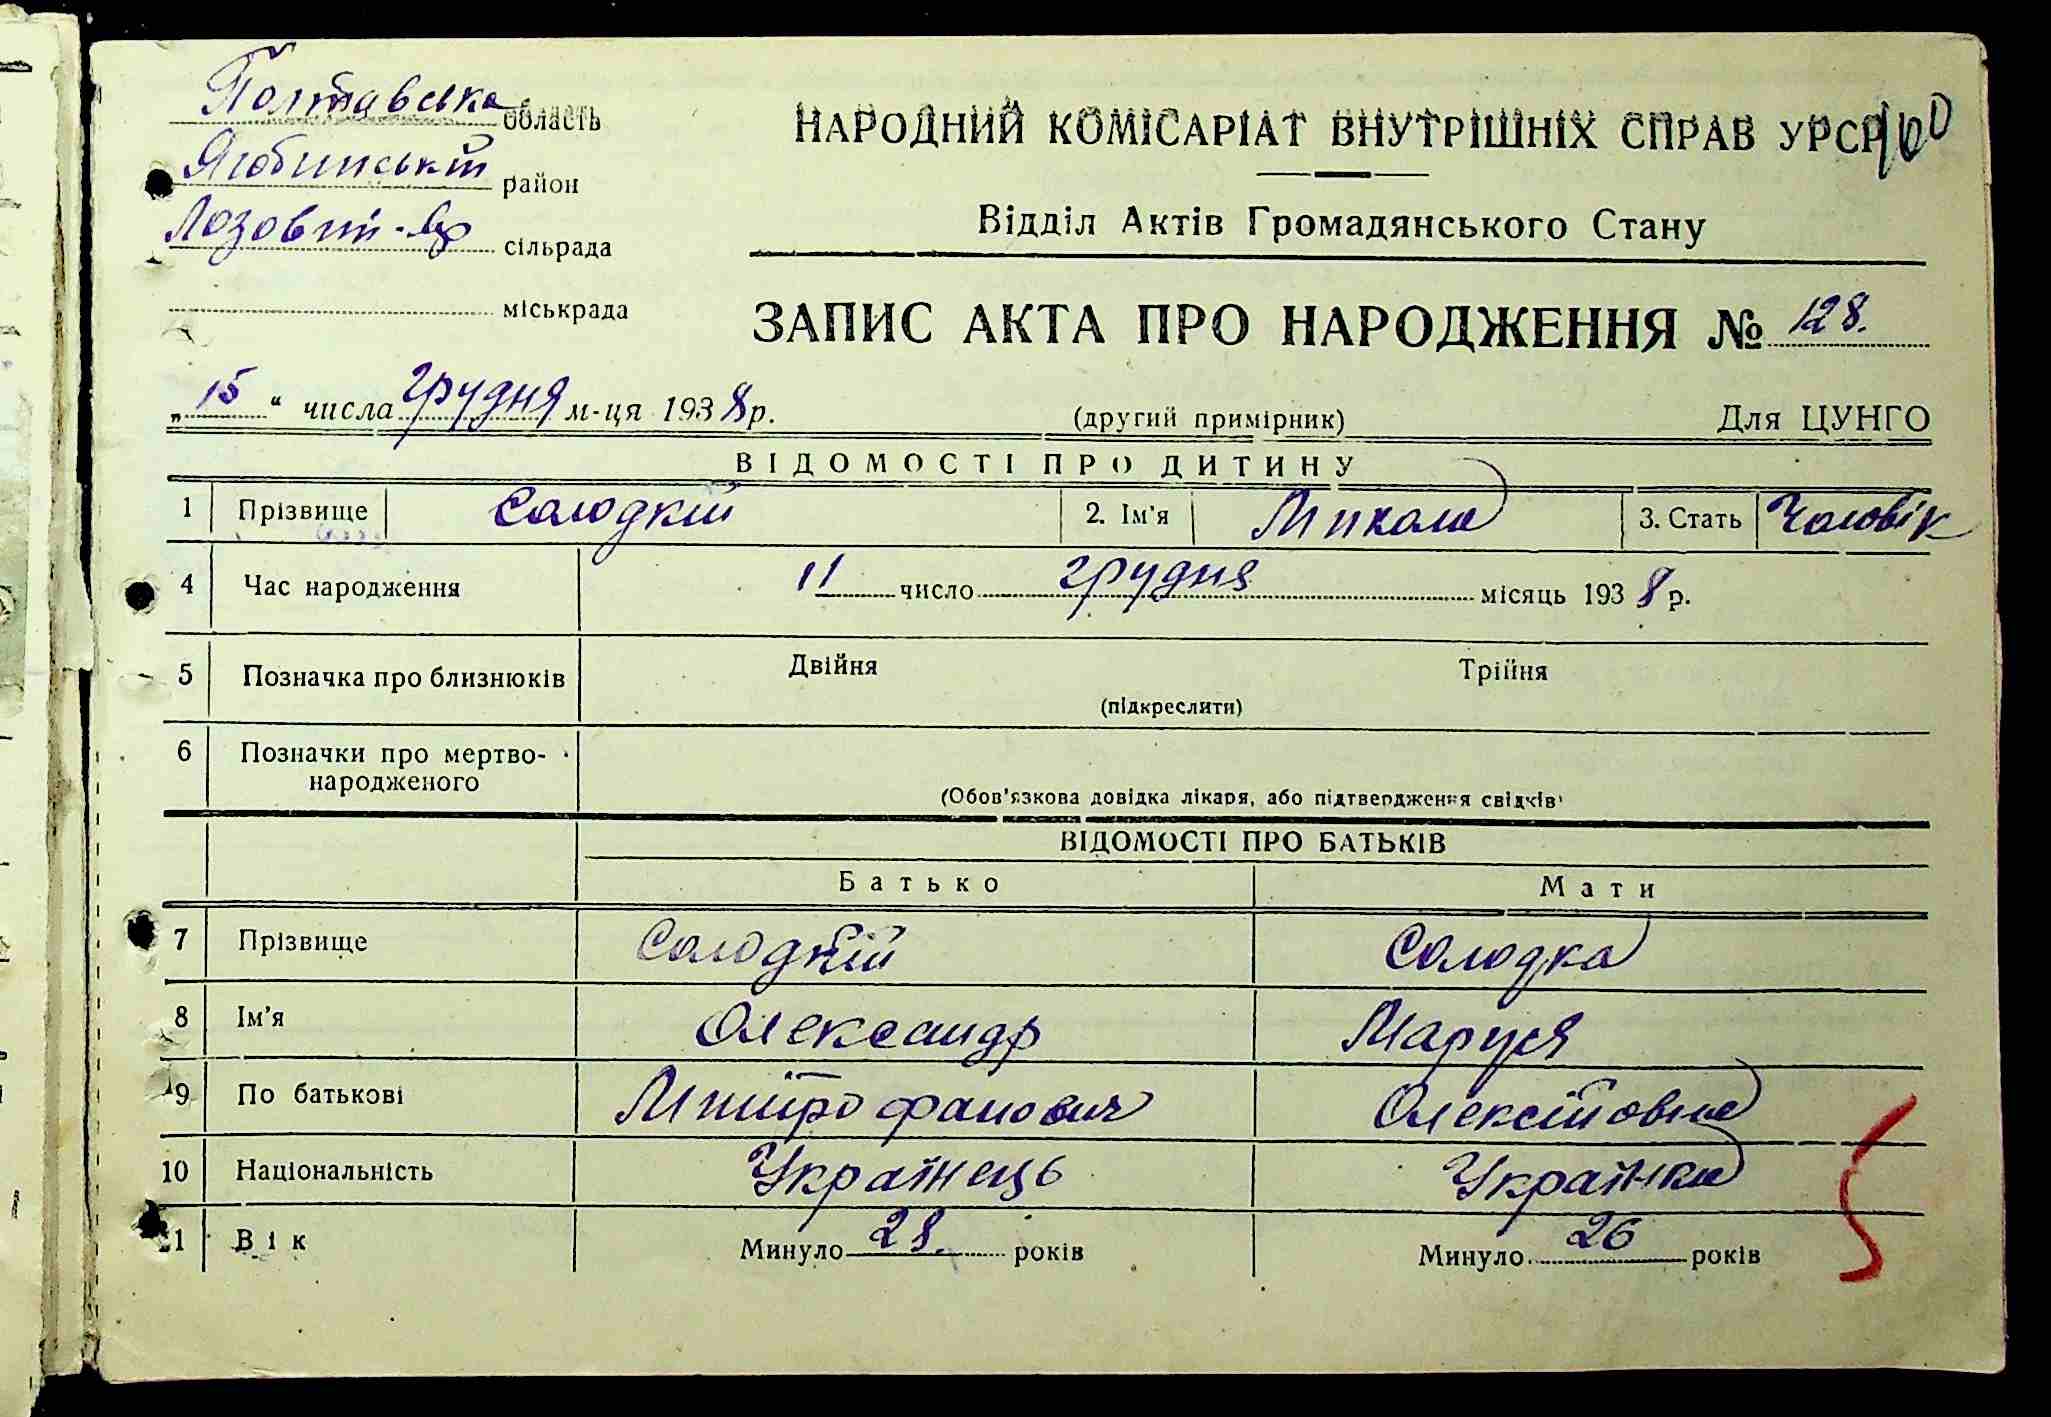 Полтавська область
район
Лозовий-Яр сільрада
міськрада
НАРОДНИЙ КОМІСАРІАТ ВНУТРІШНІХ СПРАВ УРСР 100
Відділ Актів Громадянського Стану
ЗАПИС АКТА ПРО НАРОДЖЕННЯ № 128.
„15“ числа грудня м-ця 1938 р. (другий примірник) Для ЦУНГО
ВІДОМОСТІ ПРО ДИТИНУ
1 Прізвище Солодкий 2. Ім'я Микола 3. Стать Чоловік
4 Час народження 11 число грудня місяць 1938 р.
5 Позначка про близнюків Двійня Трійня
(підкреслити)
6 Позначки про мертво-
народженого
(Обов'язкова довідка лікаря, або підтвердження свідків)
ВІДОМОСТІ ПРО БАТЬКІВ
Батько Мати
7 Прізвище Солодкий Солодка
8 Ім'я Олександр Маруся
9 По батькові Митрофанович Олексійовна
10 Національність Українець Українка
11 Вік Минуло 28. років Минуло 26 років